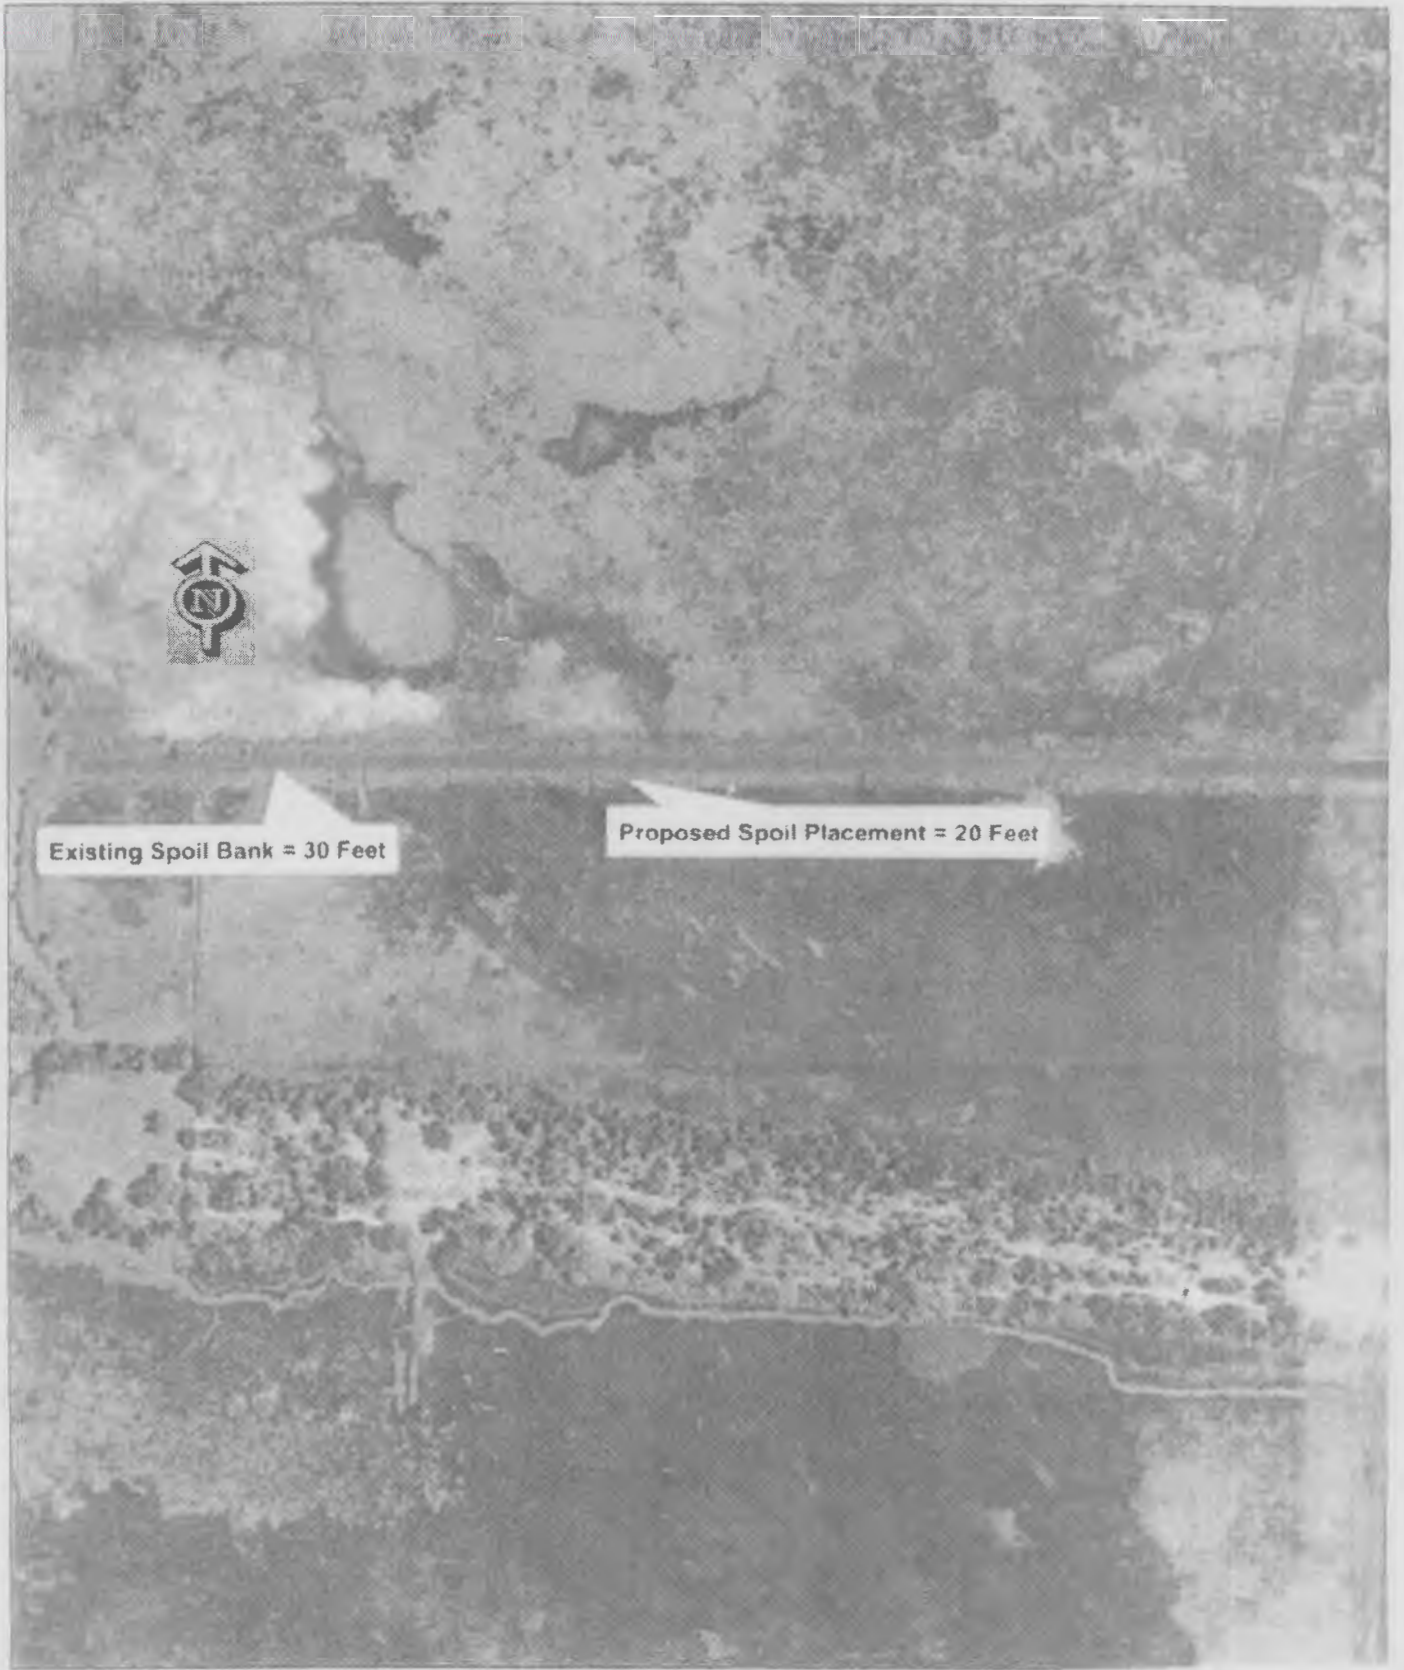 N
Existing Spoil Bank = 30 Feet
Proposed Spoil Placement = 20 Feet